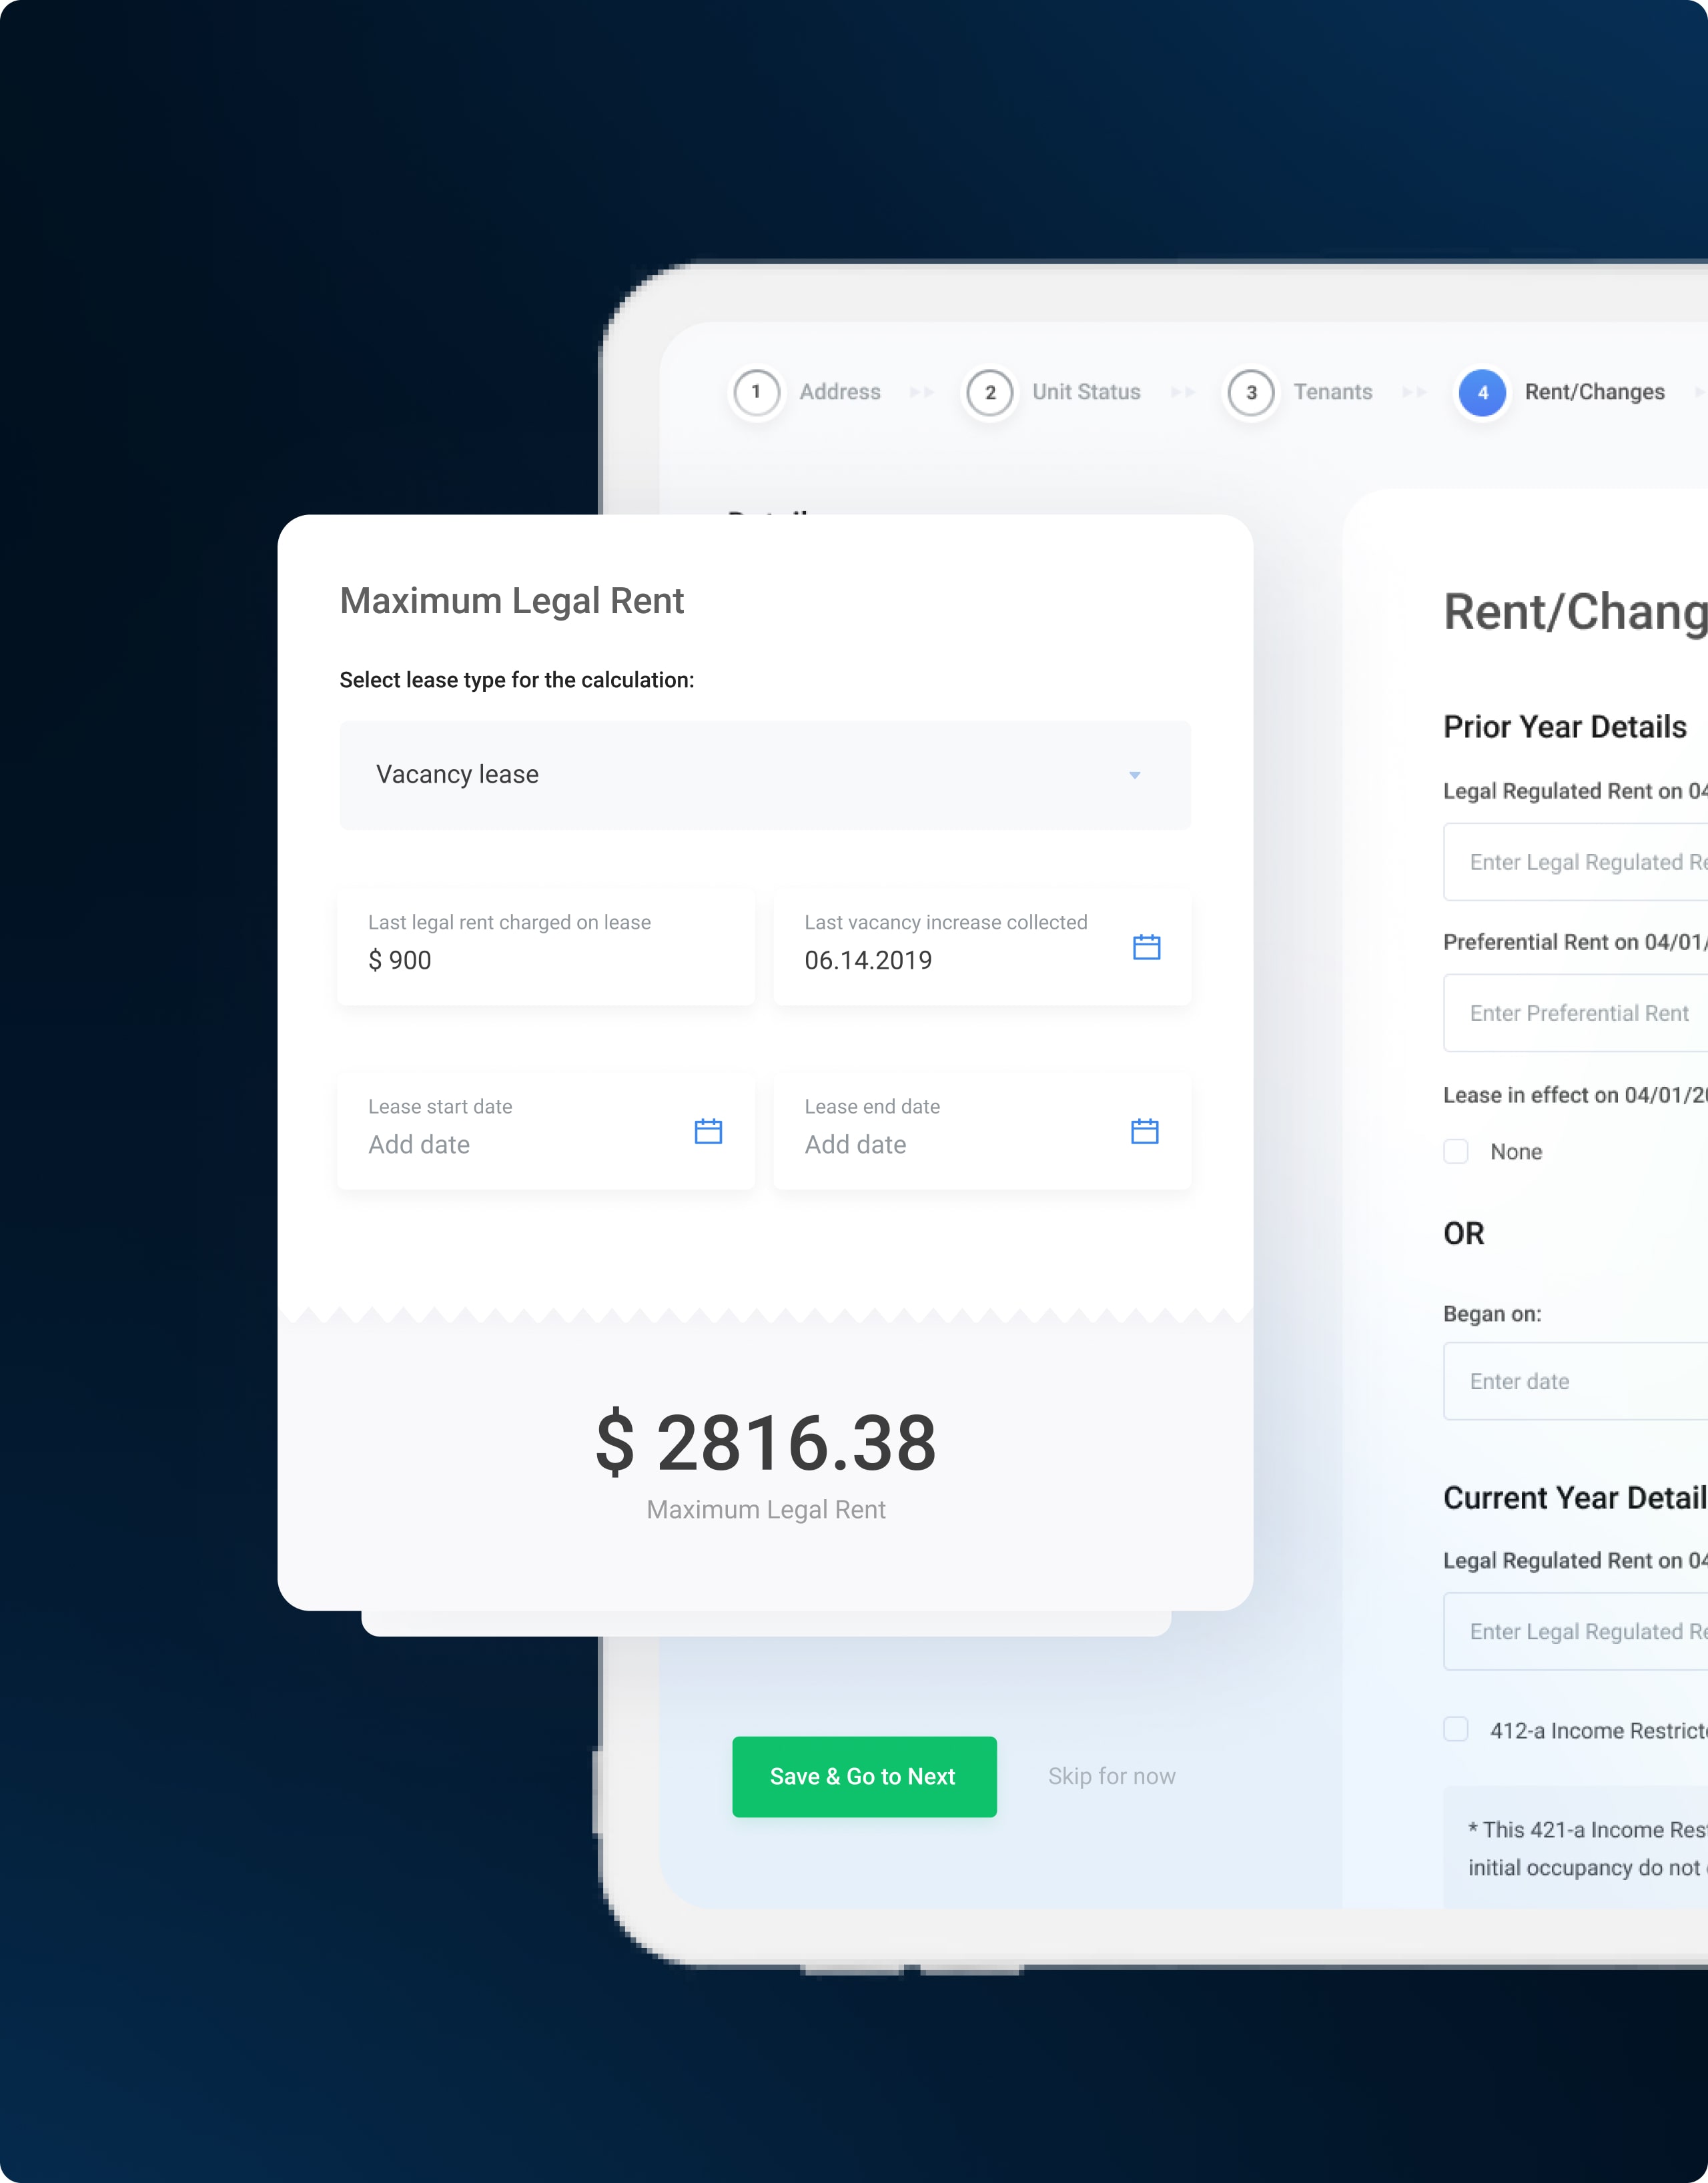 1 Address 2 Unit Status 3 Tenants 4 Rent/Changes
Maximum Legal Rent
Select lease type for the calculation:
Vacancy lease
Last legal rent charged on lease
$ 900
Last vacancy increase collected
06.14.2019
Lease start date
Add date
Lease end date
Add date
$ 2816.38
Maximum Legal Rent
Save & Go to Next
Skip for now
Rent/Chang
Prior Year Details
Legal Regulated Rent on 04
Enter Legal Regulated Re
Preferential Rent on 04/01/
Enter Preferential Rent
Lease in effect on 04/01/20
None
OR
Began on:
Enter date
Current Year Detail
Legal Regulated Rent on 04
Enter Legal Regulated Re
412-a Income Restricte
* This 421-a Income Res
initial occupancy do not